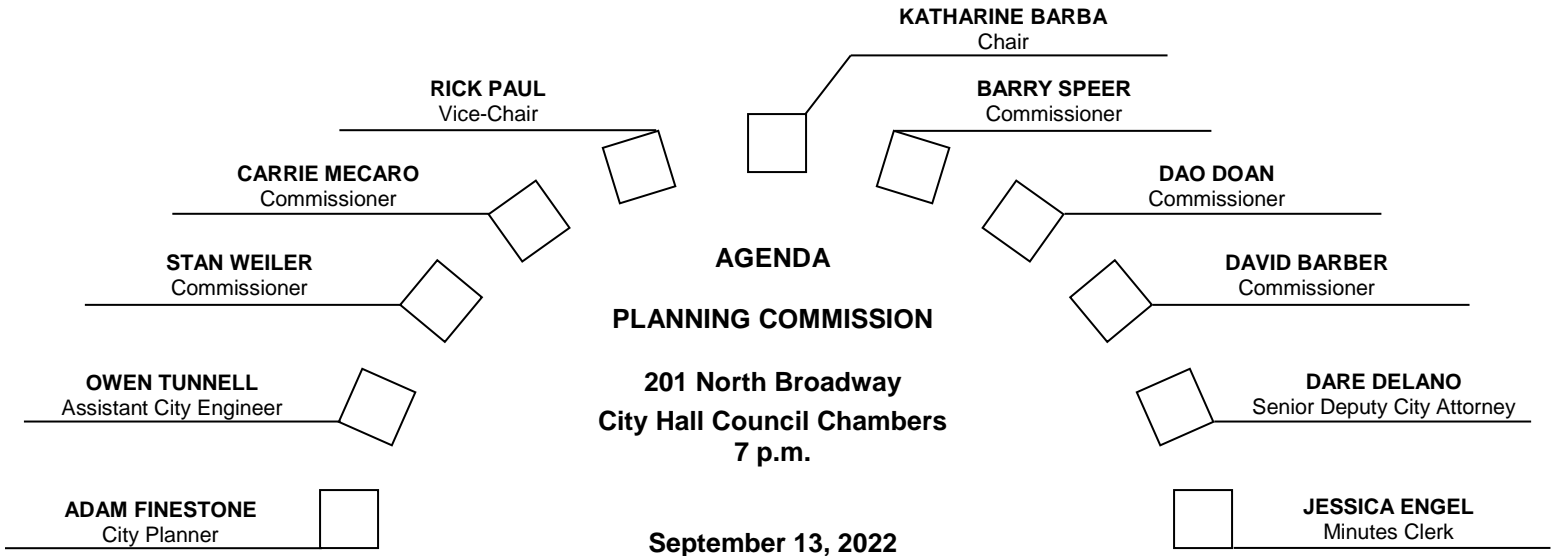 KATHARINE BARBA
Chair
RICK PAUL
Vice-Chair
BARRY SPEER
Commissioner
CARRIE MECARO
Commissioner
DAO DOAN
Commissioner
STAN WEILER
Commissioner
AGENDA
DAVID BARBER
Commissioner
PLANNING COMMISSION
OWEN TUNNELL
Assistant City Engineer
201 North Broadway
City Hall Council Chambers
7 p.m.
DARE DELANO
Senior Deputy City Attorney
ADAM FINESTONE
City Planner
September 13, 2022
JESSICA ENGEL
Minutes Clerk